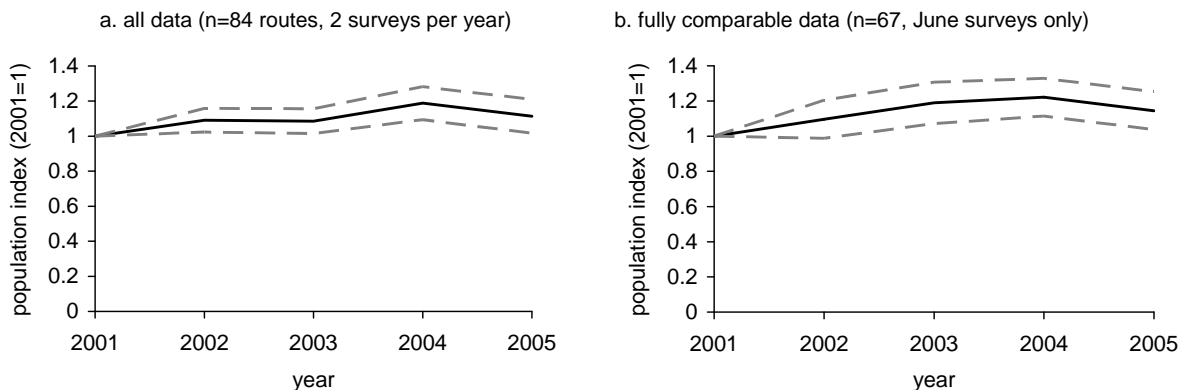 a. all data (n=84 routes, 2 surveys per year)
population index (2001=1)
1.4
1.2
1
0.8
0.6
0.4
0.2
0
2001 2002 2003 2004 2005
year
b. fully comparable data (n=67, June surveys only)
population index (2001=1)
1.4
1.2
1
0.8
0.6
0.4
0.2
0
2001 2002 2003 2004 2005
year